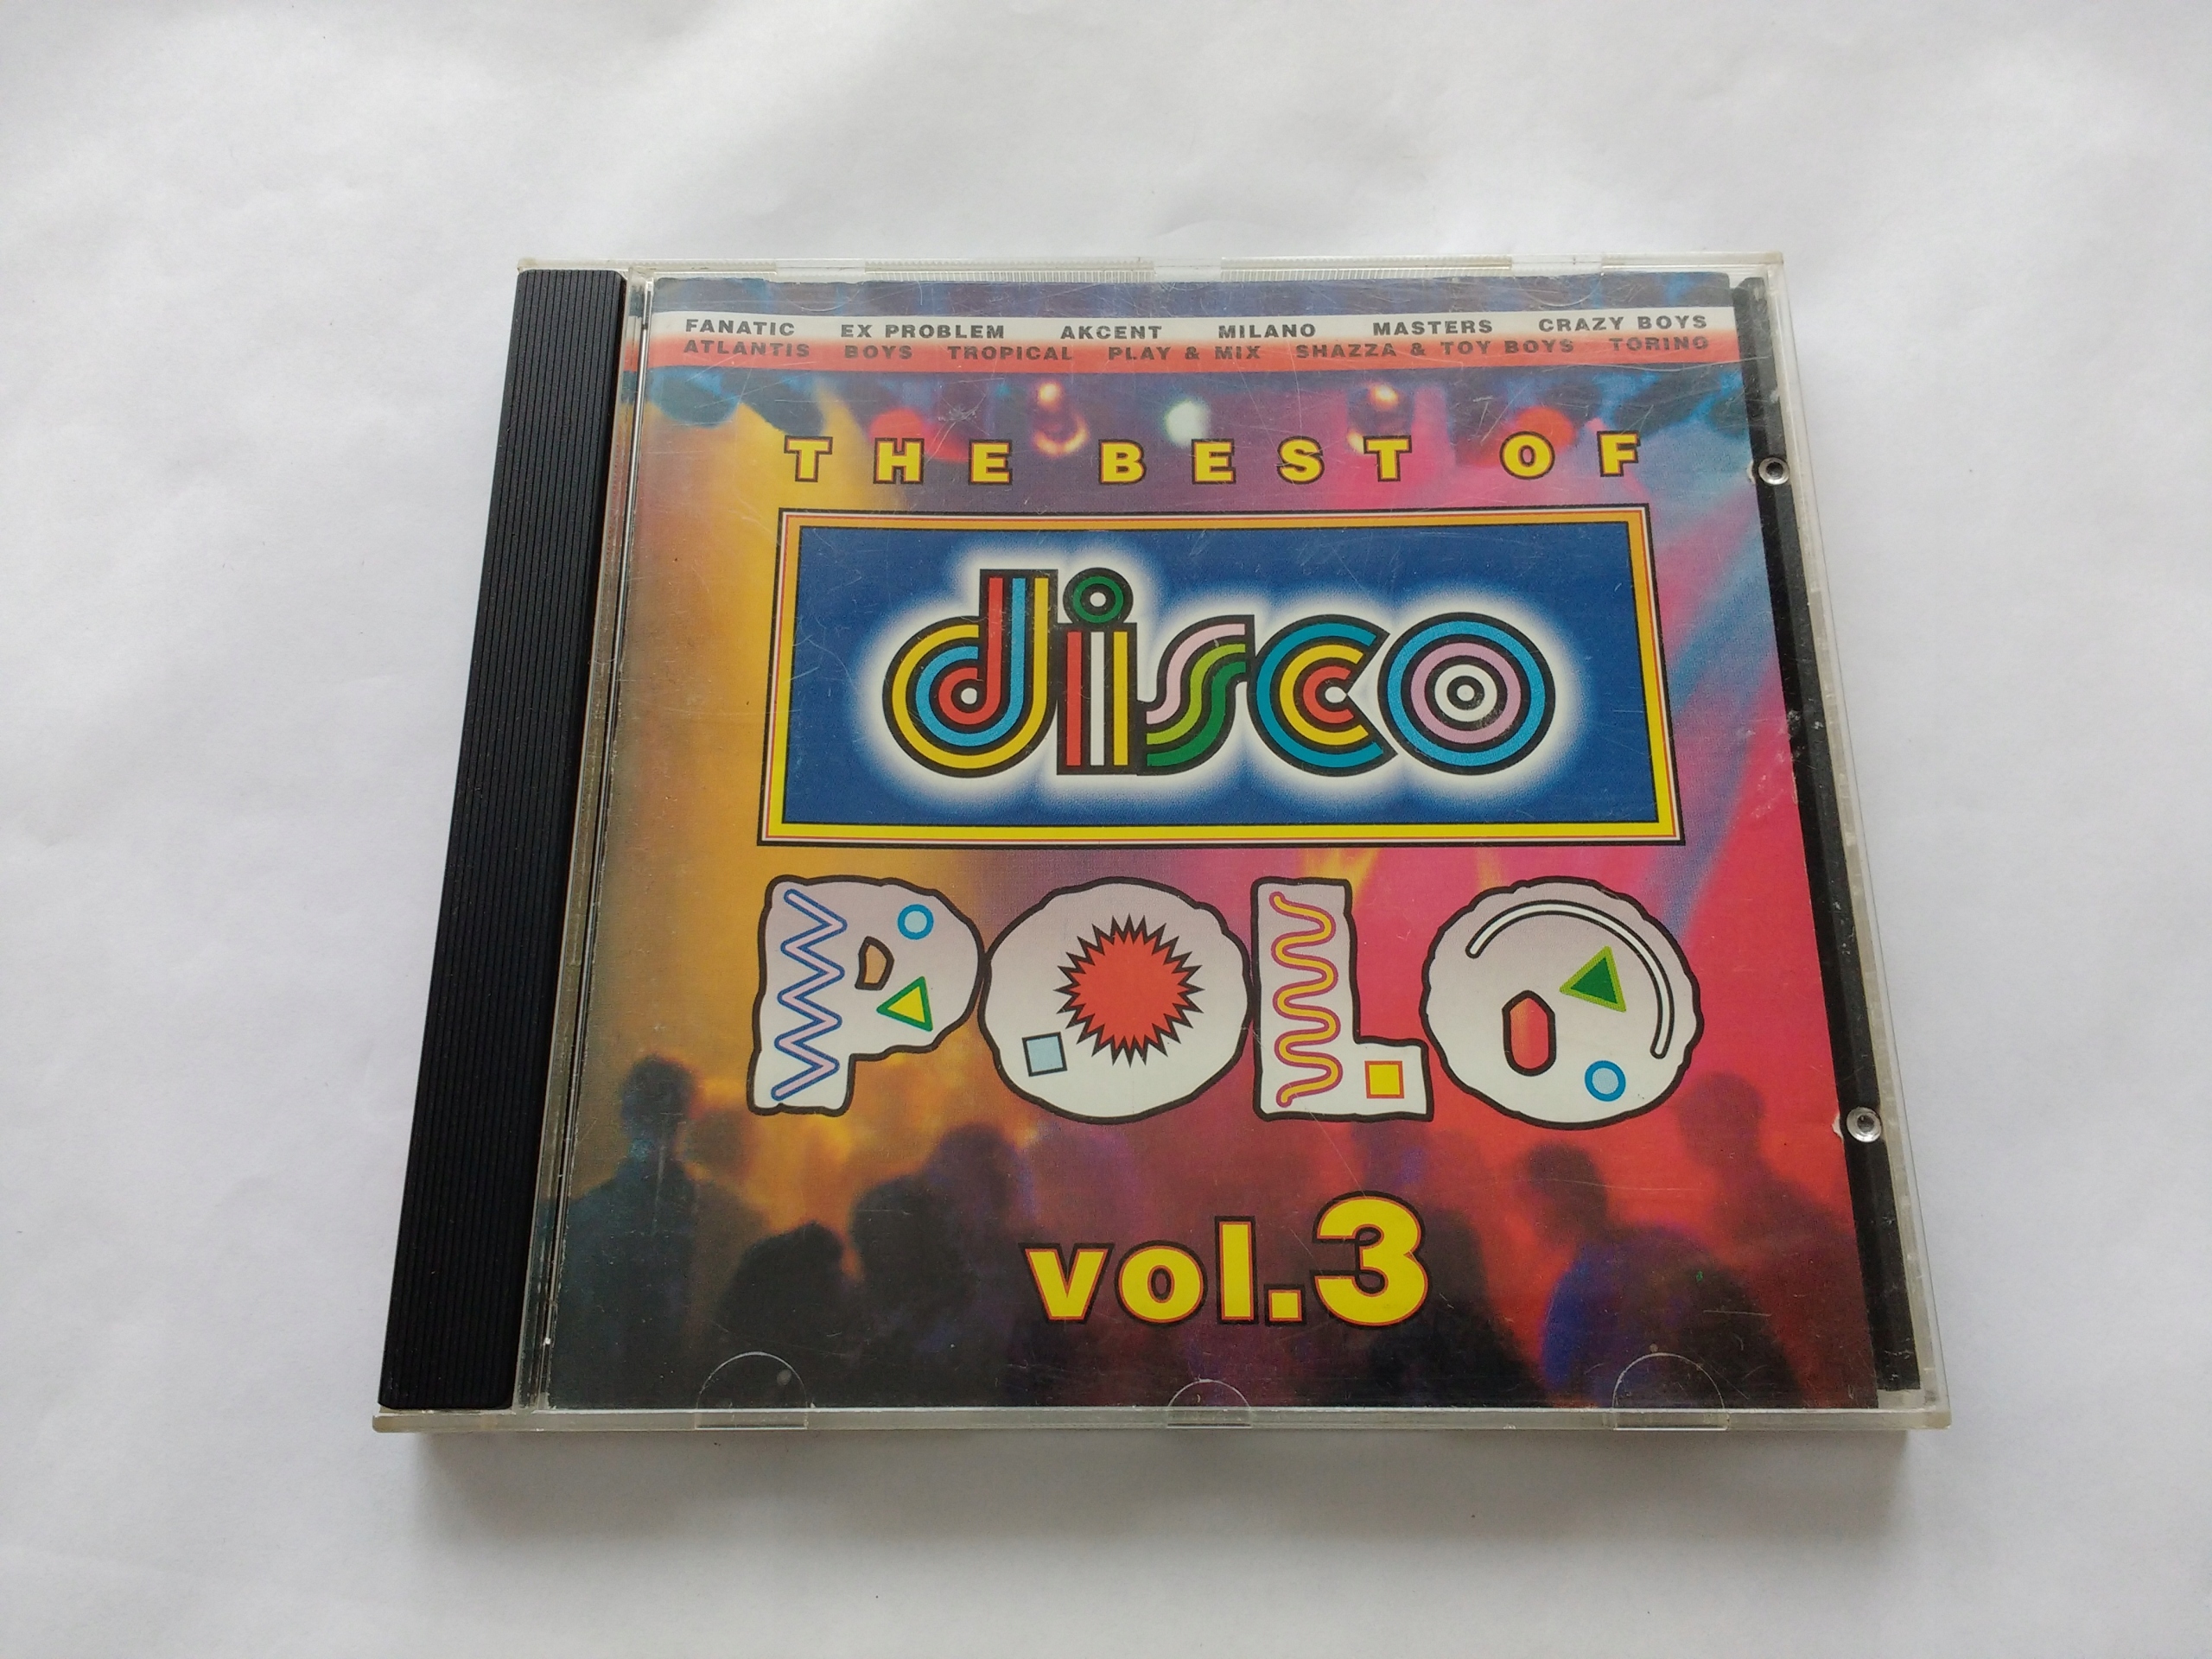 FANATIC EX PROBLEM AKCENT MILANO MASTERS CRAZY BOYS
ATLANTIS BOYS TROPICAL PLAY & MIX SHAZZA & TOY BOYS TORINO
THE BEST OF
disco
POLO
vol.3